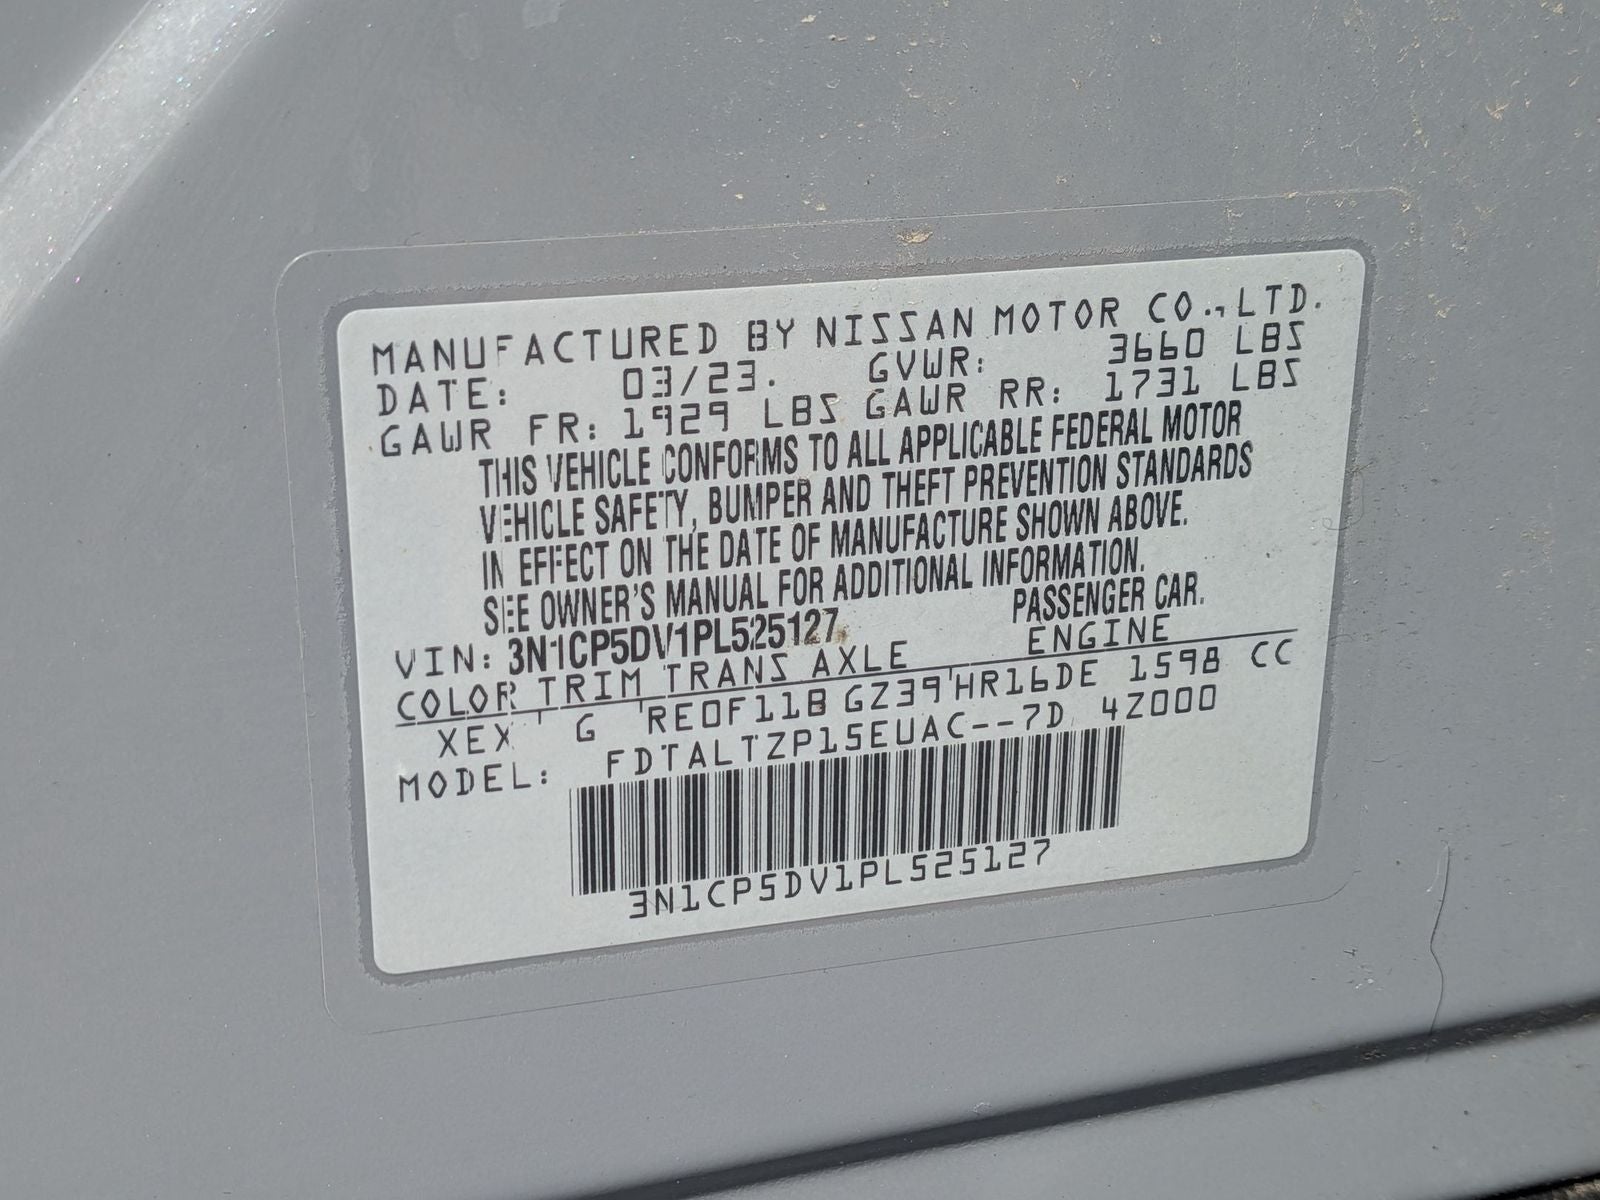 MANUFACTURED BY NISSAN MOTOR CO.,LTD.
DATE: 03/23. GVWR: 3660 LBS
GAWR FR: 1929 LBS GAWR RR: 1731 LBS
THIS VEHICLE CONFORMS TO ALL APPLICABLE FEDERAL MOTOR
VEHICLE SAFETY, BUMPER AND THEFT PREVENTION STANDARDS
IN EFFECT ON THE DATE OF MANUFACTURE SHOWN ABOVE.
SEE OWNER'S MANUAL FOR ADDITIONAL INFORMATION.
VIN: 3N1CP5DV1PL525127 PASSENGER CAR.
COLOR TRIM TRANS AXLE ENGINE
XEX G RE0F11B GZ39 HR16DE 1598 CC
MODEL: FDTALTZP15EUAC--7D 4Z000
3N1CP5DV1PL525127